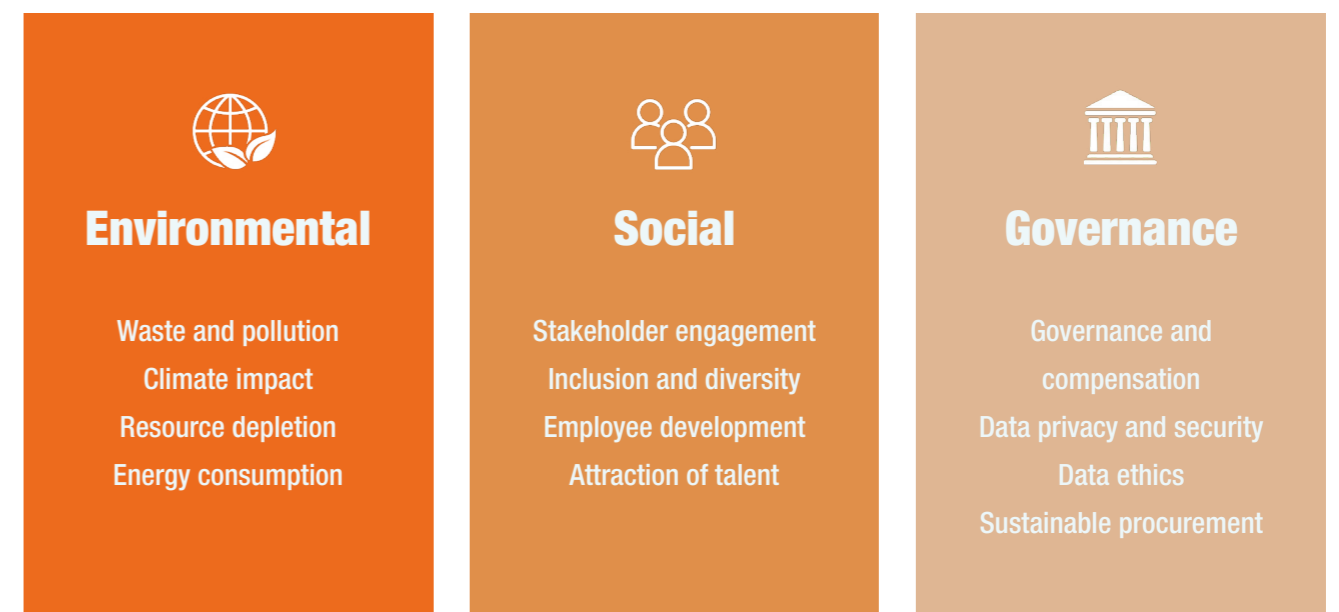 Environmental
Waste and pollution
Climate impact
Resource depletion
Energy consumption
Social
Stakeholder engagement
Inclusion and diversity
Employee development
Attraction of talent
Governance
Governance and
compensation
Data privacy and security
Data ethics
Sustainable procurement